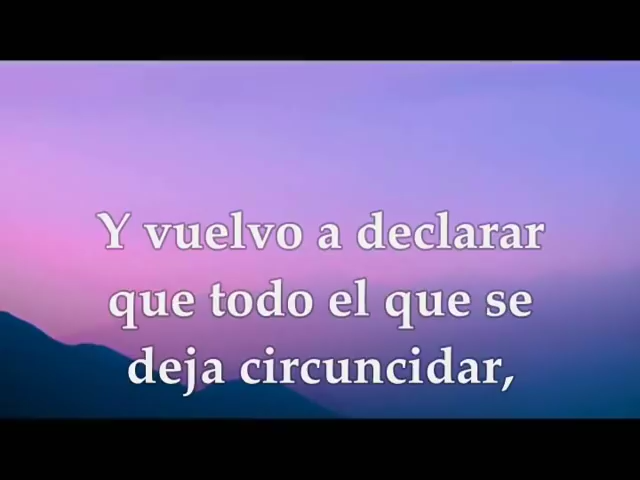 Y vuelvo a declarar
que todo el que se
deja circuncidar,